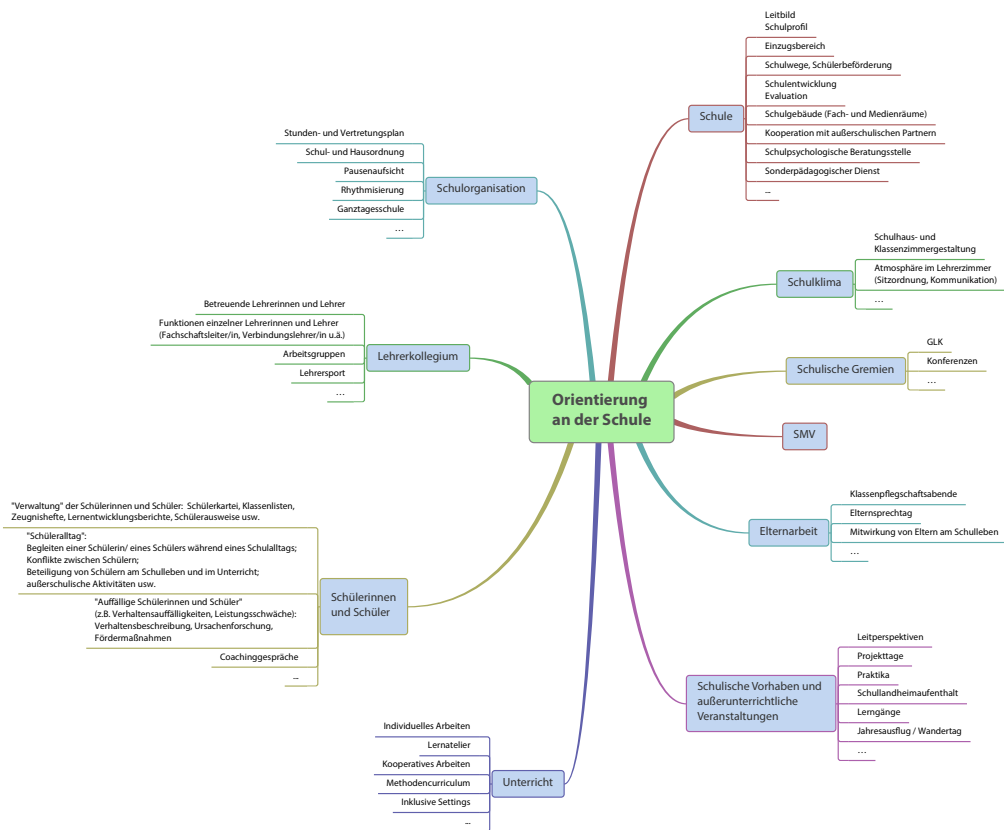 Orientierung
an der Schule
Schule
Leitbild
Schulprofil
Einzugsbereich
Schulwege, Schülerbeförderung
Schulentwicklung
Evaluation
Schulgebäude (Fach- und Medienräume)
Kooperation mit außerschulischen Partnern
Schulpsychologische Beratungsstelle
Sonderpädagogischer Dienst
...
Schulklima
Schulhaus- und
Klassenzimmergestaltung
Atmosphäre im Lehrerzimmer
(Sitzordnung, Kommunikation)
…
Schulische Gremien
GLK
Konferenzen
…
SMV
Elternarbeit
Klassenpflegschaftsabende
Elternsprechtag
Mitwirkung von Eltern am Schulleben
…
Schulische Vorhaben und
außerunterrichtliche
Veranstaltungen
Leitperspektiven
Projekttage
Praktika
Schullandheimaufenthalt
Lerngänge
Jahresausflug / Wandertag
…
Unterricht
Individuelles Arbeiten
Lernatelier
Kooperatives Arbeiten
Methodencurriculum
Inklusive Settings
...
Schülerinnen
und Schüler
"Verwaltung" der Schülerinnen und Schüler: Schülerkartei, Klassenlisten,
Zeugnishefte, Lernentwicklungsberichte, Schülerausweise usw.
"Schüleralltag":
Begleiten einer Schülerin/ eines Schülers während eines Schulalltags;
Konflikte zwischen Schülern;
Beteiligung von Schülern am Schulleben und im Unterricht;
außerschulische Aktivitäten usw.
"Auffällige Schülerinnen und Schüler"
(z.B. Verhaltensauffälligkeiten, Leistungsschwäche):
Verhaltensbeschreibung, Ursachenforschung,
Fördermaßnahmen
Coachinggespräche
...
Lehrerkollegium
Betreuende Lehrerinnen und Lehrer
Funktionen einzelner Lehrerinnen und Lehrer
(Fachschaftsleiter/in, Verbindungslehrer/in u.ä.)
Arbeitsgruppen
Lehrersport
…
Schulorganisation
Stunden- und Vertretungsplan
Schul- und Hausordnung
Pausenaufsicht
Rhythmisierung
Ganztagesschule
…